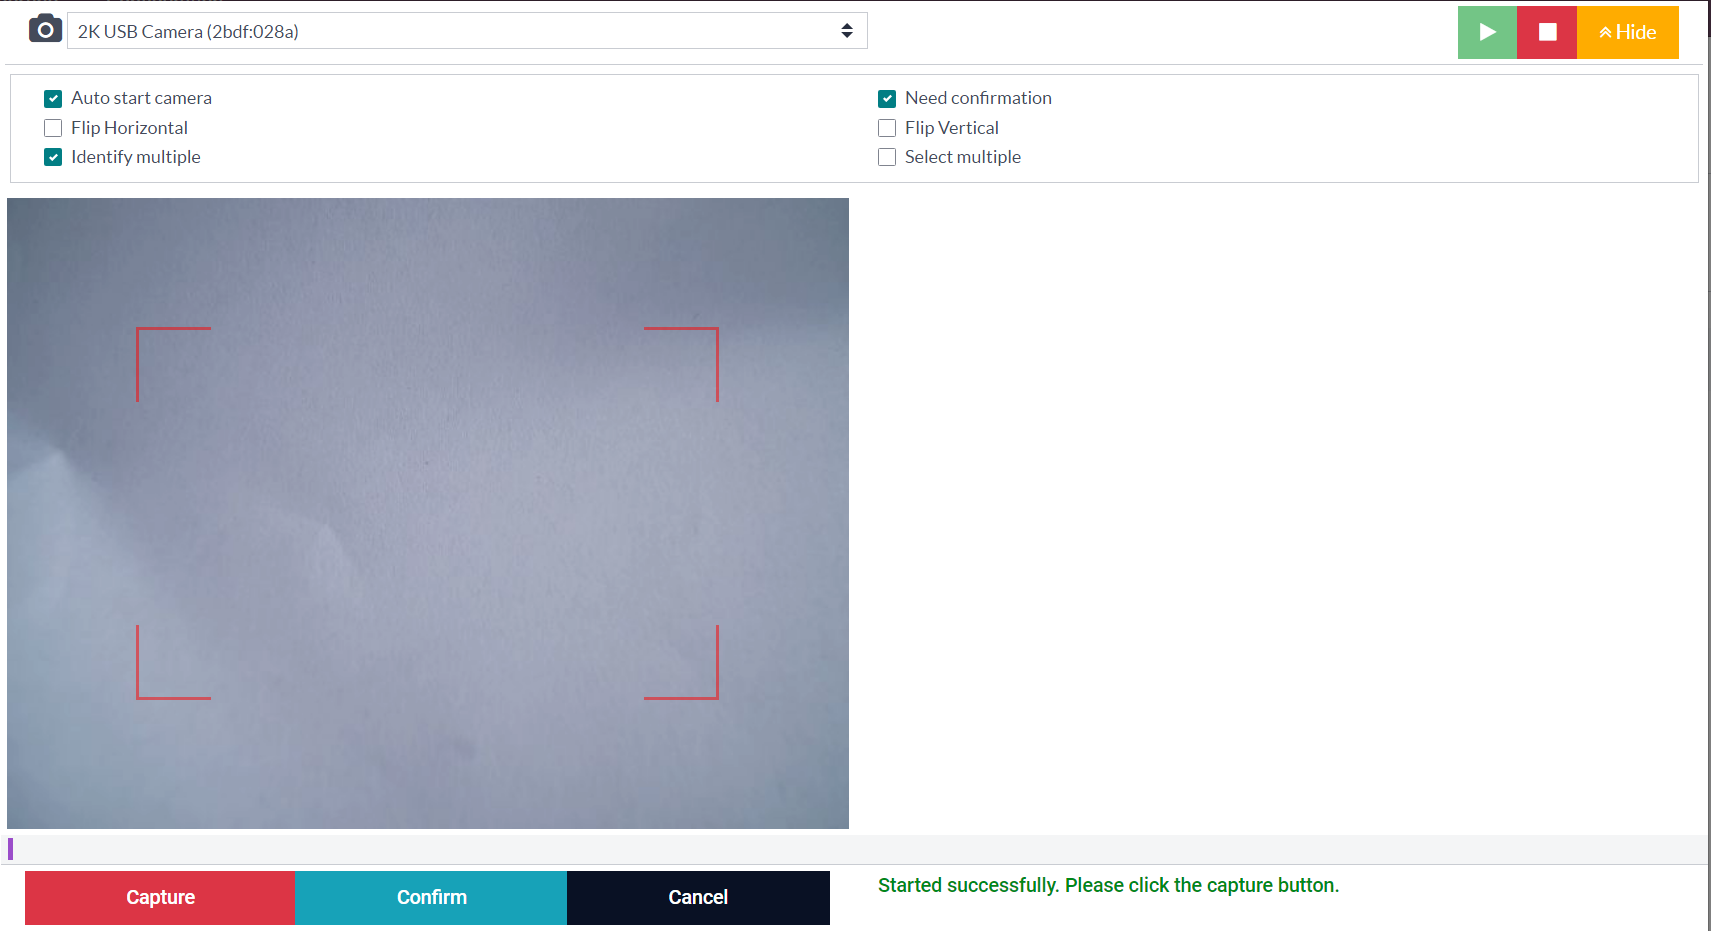 2K USB Camera (2bdf:028a)
Hide
Auto start camera
Need confirmation
Flip Horizontal
Flip Vertical
Identify multiple
Select multiple
Capture
Confirm
Cancel
Started successfully. Please click the capture button.